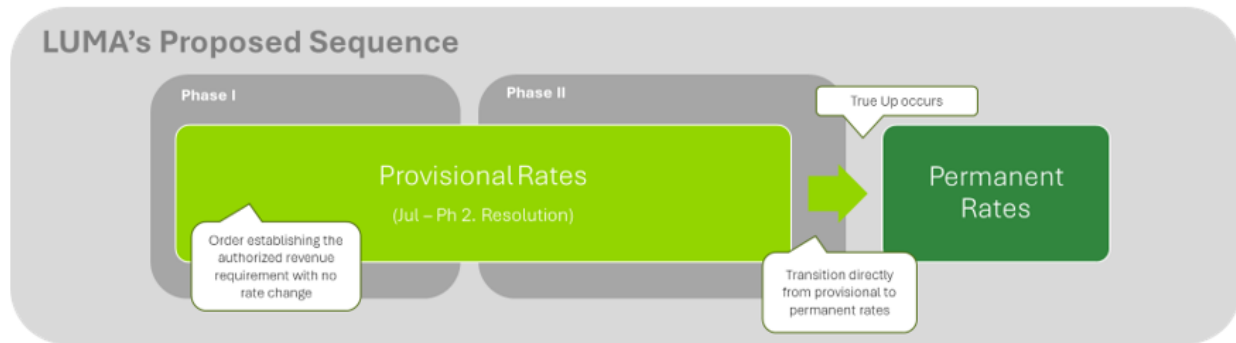 LUMA's Proposed Sequence
Phase I
Phase II
True Up occurs
Provisional Rates
(Jul – Ph 2. Resolution)
Permanent
Rates
Order establishing the
authorized revenue
requirement with no
rate change
Transition directly
from provisional to
permanent rates